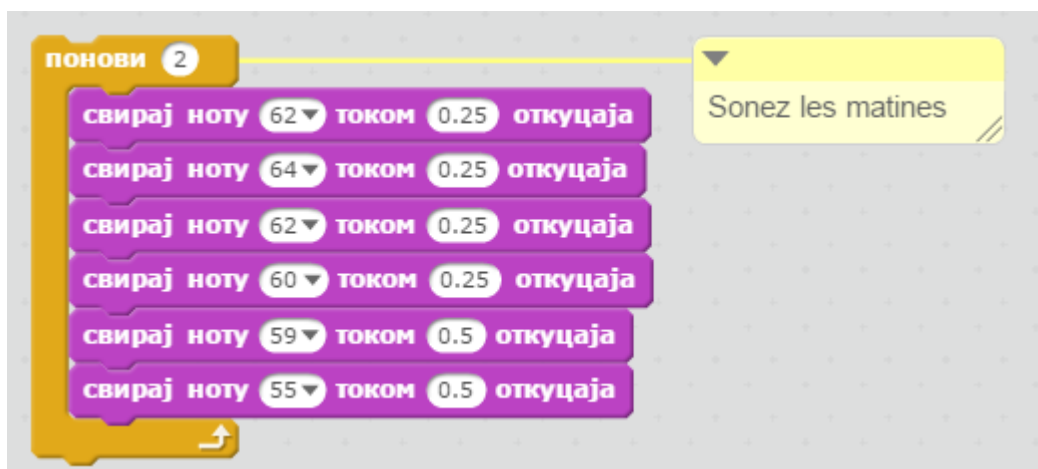 понови 2
Sonez les matines
свирај ноту 62 током 0.25 откуцаја
свирај ноту 64 током 0.25 откуцаја
свирај ноту 62 током 0.25 откуцаја
свирај ноту 60 током 0.25 откуцаја
свирај ноту 59 током 0.5 откуцаја
свирај ноту 55 током 0.5 откуцаја